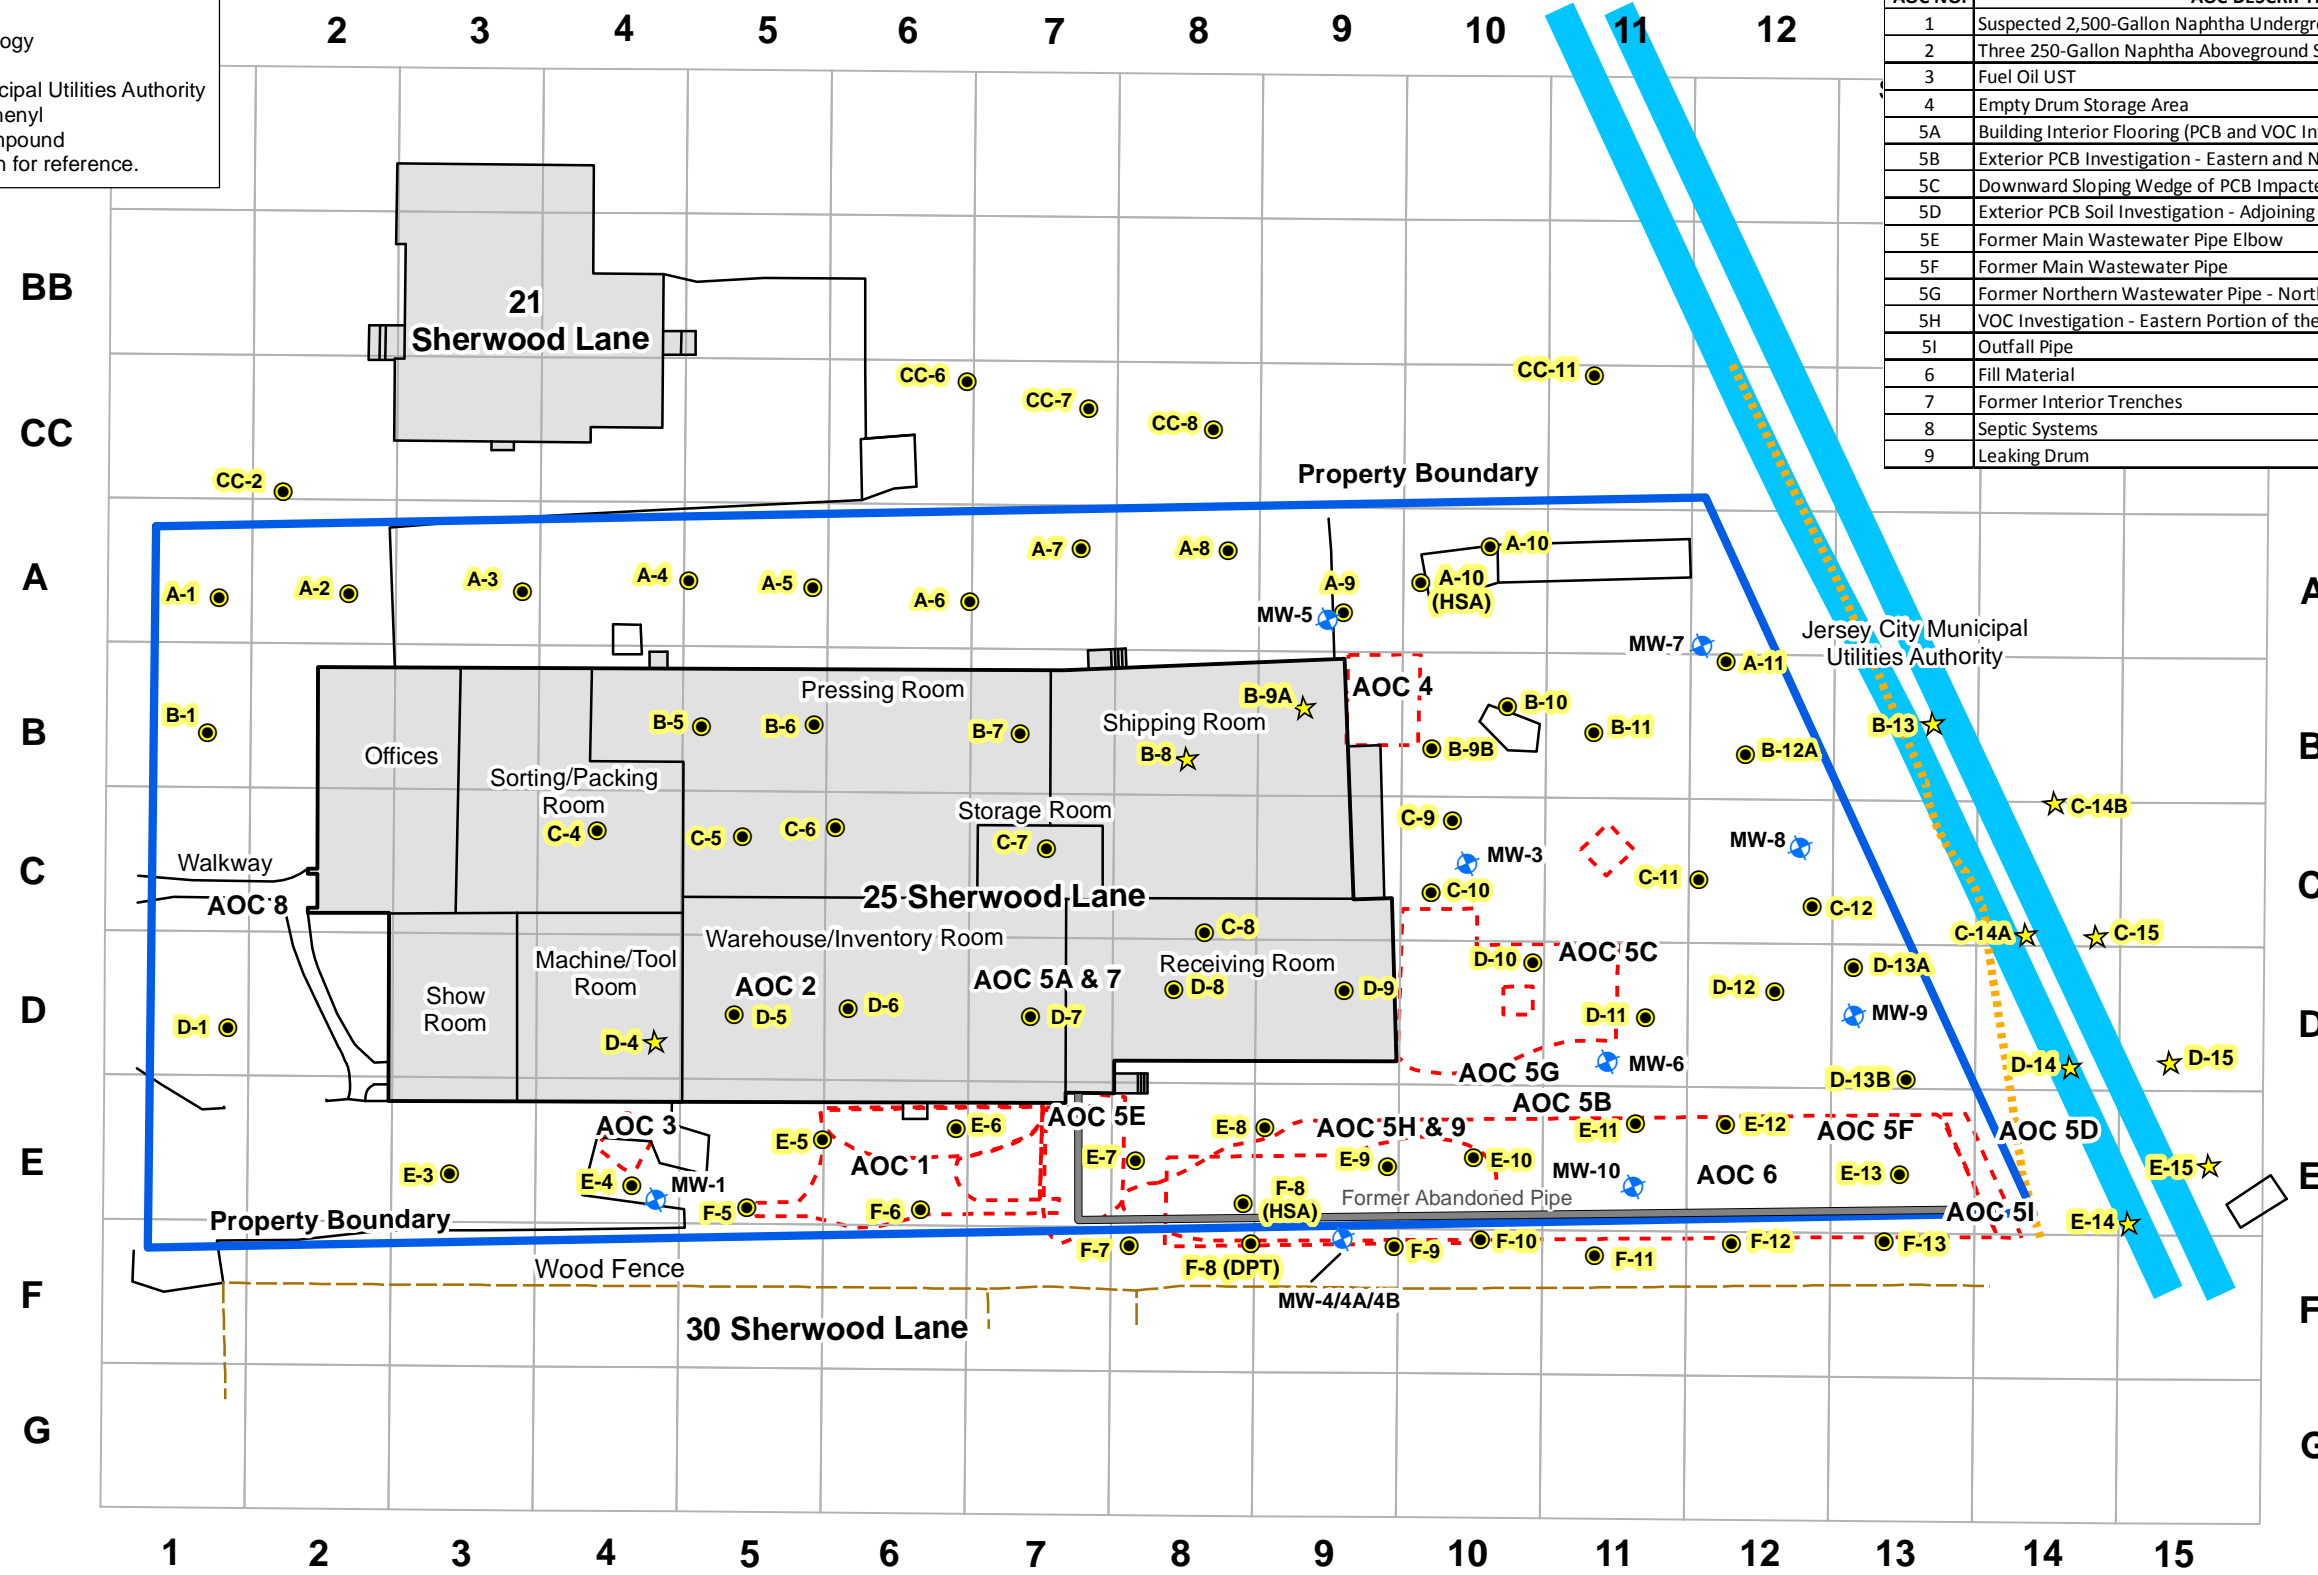 2 3 4 5 6 7 8 9 10 11 12
ogy
cipal Utilities Authority
henyl
mpound
n for reference.
1 Suspected 2,500-Gallon Naphtha Undergr
2 Three 250-Gallon Naphtha Aboveground S
3 Fuel Oil UST
4 Empty Drum Storage Area
5A Building Interior Flooring (PCB and VOC In
5B Exterior PCB Investigation - Eastern and N
5C Downward Sloping Wedge of PCB Impacte
5D Exterior PCB Soil Investigation - Adjoining
5E Former Main Wastewater Pipe Elbow
5F Former Main Wastewater Pipe
5G Former Northern Wastewater Pipe - Nort
5H VOC Investigation - Eastern Portion of the
5I Outfall Pipe
6 Fill Material
7 Former Interior Trenches
8 Septic Systems
9 Leaking Drum
BB
21
Sherwood Lane
CC-6
CC-7
CC-8
CC-11
CC
CC-2
Property Boundary
A
A-1
A-2
A-3
A-4
A-5
A-6
A-7
A-8
A-9
A-10
A-10
(HSA)
MW-5
MW-7
A-11
Jersey City Municipal
Utilities Authority
A
B
B-1
Offices
Sorting/Packing
Room
Pressing Room
B-5
B-6
B-7
Shipping Room
B-9A
B-8
AOC 4
B-10
B-9B
B-11
B-12A
B-13
B
C
Walkway
AOC 8
C-4
C-5
C-6
Storage Room
C-7
25 Sherwood Lane
C-8
C-9
MW-3
C-10
C-11
MW-8
C-12
C-14B
C-14A
C-15
C
D
D-1
Show
Room
Machine/Tool
Room
D-4
Warehouse/Inventory Room
AOC 2
D-5
D-6
AOC 5A & 7
D-7
Receiving Room
D-8
D-9
D-10
AOC 5C
D-11
D-12
D-13A
MW-9
MW-6
AOC 5G
D-13B
D-14
D-15
D
E
E-3
AOC 3
E-4
MW-1
E-5
E-6
AOC 1
F-5
F-6
AOC 5E
E-7
E-8
AOC 5H & 9
E-9
E-10
AOC 5B
E-11
E-12
AOC 5F
AOC 5D
MW-10
AOC 6
E-13
E-15
F-8
(HSA)
Former Abandoned Pipe
AOC 5I
E-14
E
Property Boundary
F-7
F-8 (DPT)
F-9
F-10
F-11
F-12
F-13
Wood Fence
MW-4/4A/4B
F
30 Sherwood Lane
F
G
G
1 2 3 4 5 6 7 8 9 10 11 12 13 14 15